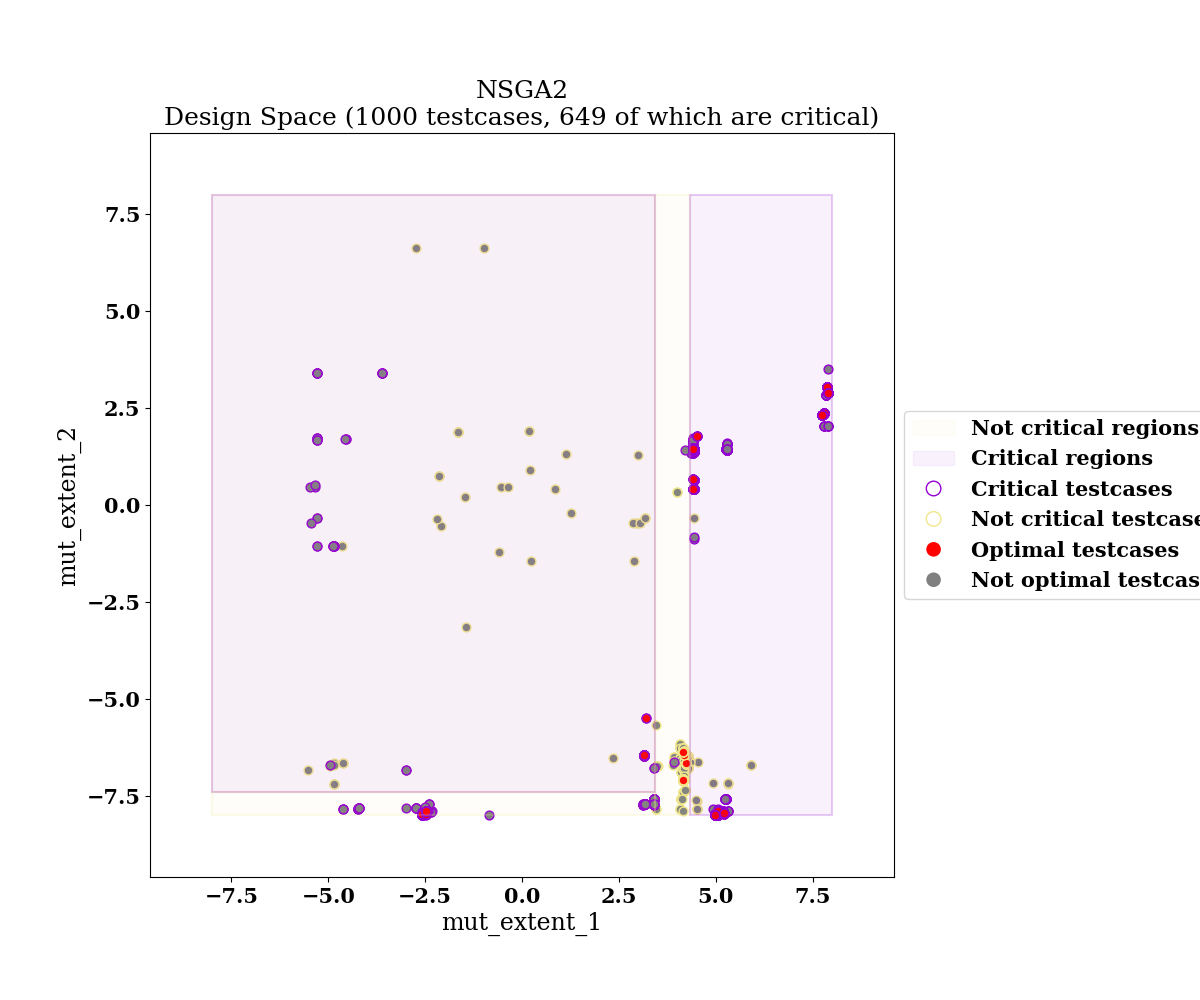 NSGA2
Design Space (1000 testcases, 649 of which are critical)
7.5
5.0
2.5
0.0
−2.5
−5.0
−7.5
mut_extent_2
−7.5 −5.0 −2.5 0.0 2.5 5.0 7.5
mut_extent_1
Not critical regions
Critical regions
Critical testcases
Not critical testcase
Optimal testcases
Not optimal testcas